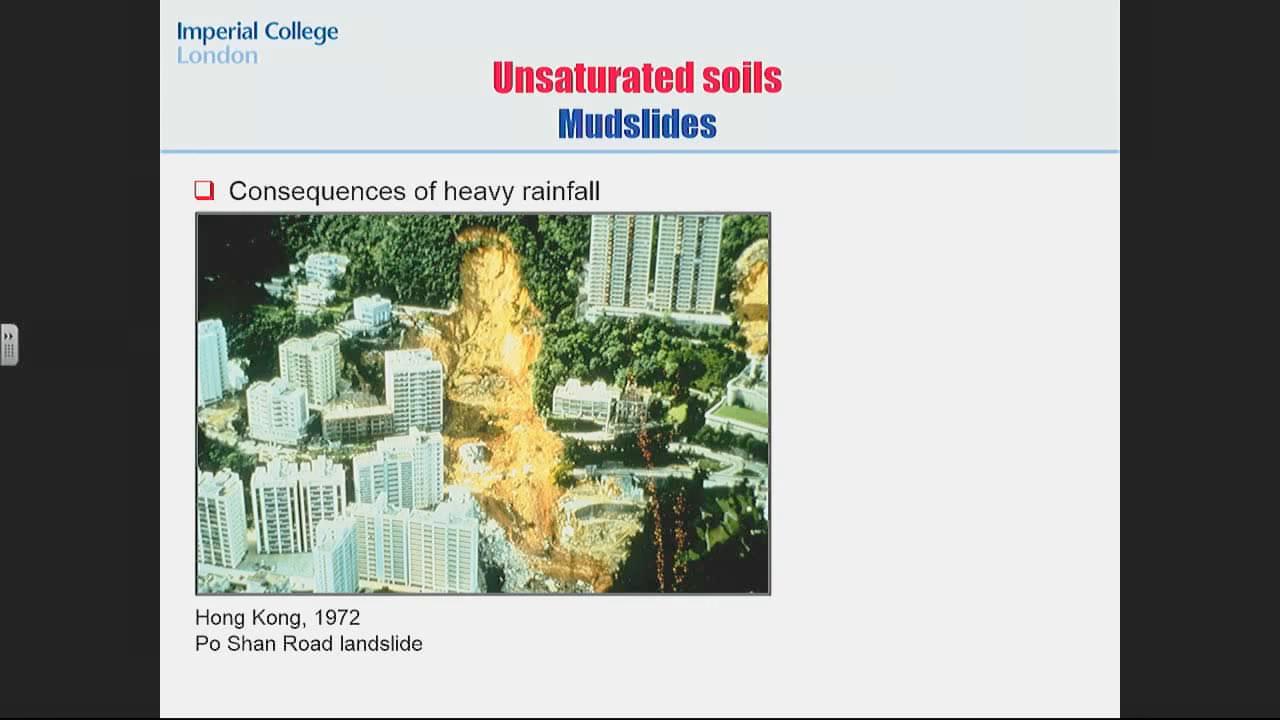 Imperial College
London
Unsaturated soils
Mudslides
Consequences of heavy rainfall
Hong Kong, 1972
Po Shan Road landslide